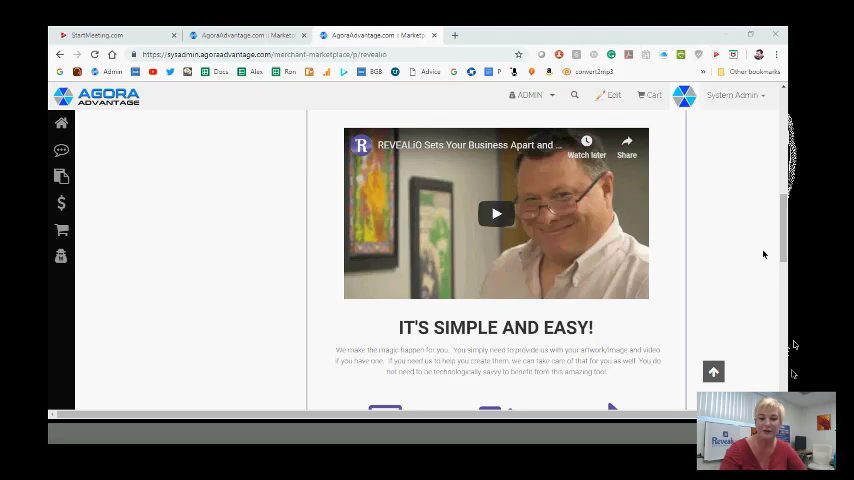 StartMeeting.com
AgoraAdvantage.com :: Market
AgoraAdvantage.com :: Marketp
https://sysadmin.agoraadvantage.com/merchant-marketplace/p/revealio
Admin
Docs
Alex
Ron
BGB
Advice
P
convert2mp3
Other bookmarks
AGORA
ADVANTAGE
ADMIN
Edit
Cart
System Admin
R
REVEALiO Sets Your Business Apart and ...
Watch later
Share
IT'S SIMPLE AND EASY!
We make the magic happen for you. You simply need to provide us with your artwork/image and video
if you have one. if you need us to help you create them, we can take care of that for you as well. You do
not need to be technologically savvy to benefit from this amazing tool.